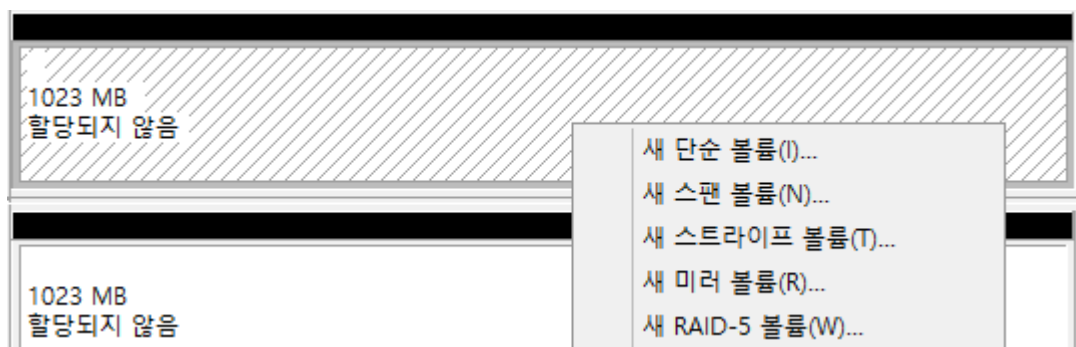 1023 MB
할당되지 않음
새 단순 볼륨(I)...
새 스팬 볼륨(N)...
새 스트라이프 볼륨(T)...
새 미러 볼륨(R)...
새 RAID-5 볼륨(W)...
1023 MB
할당되지 않음